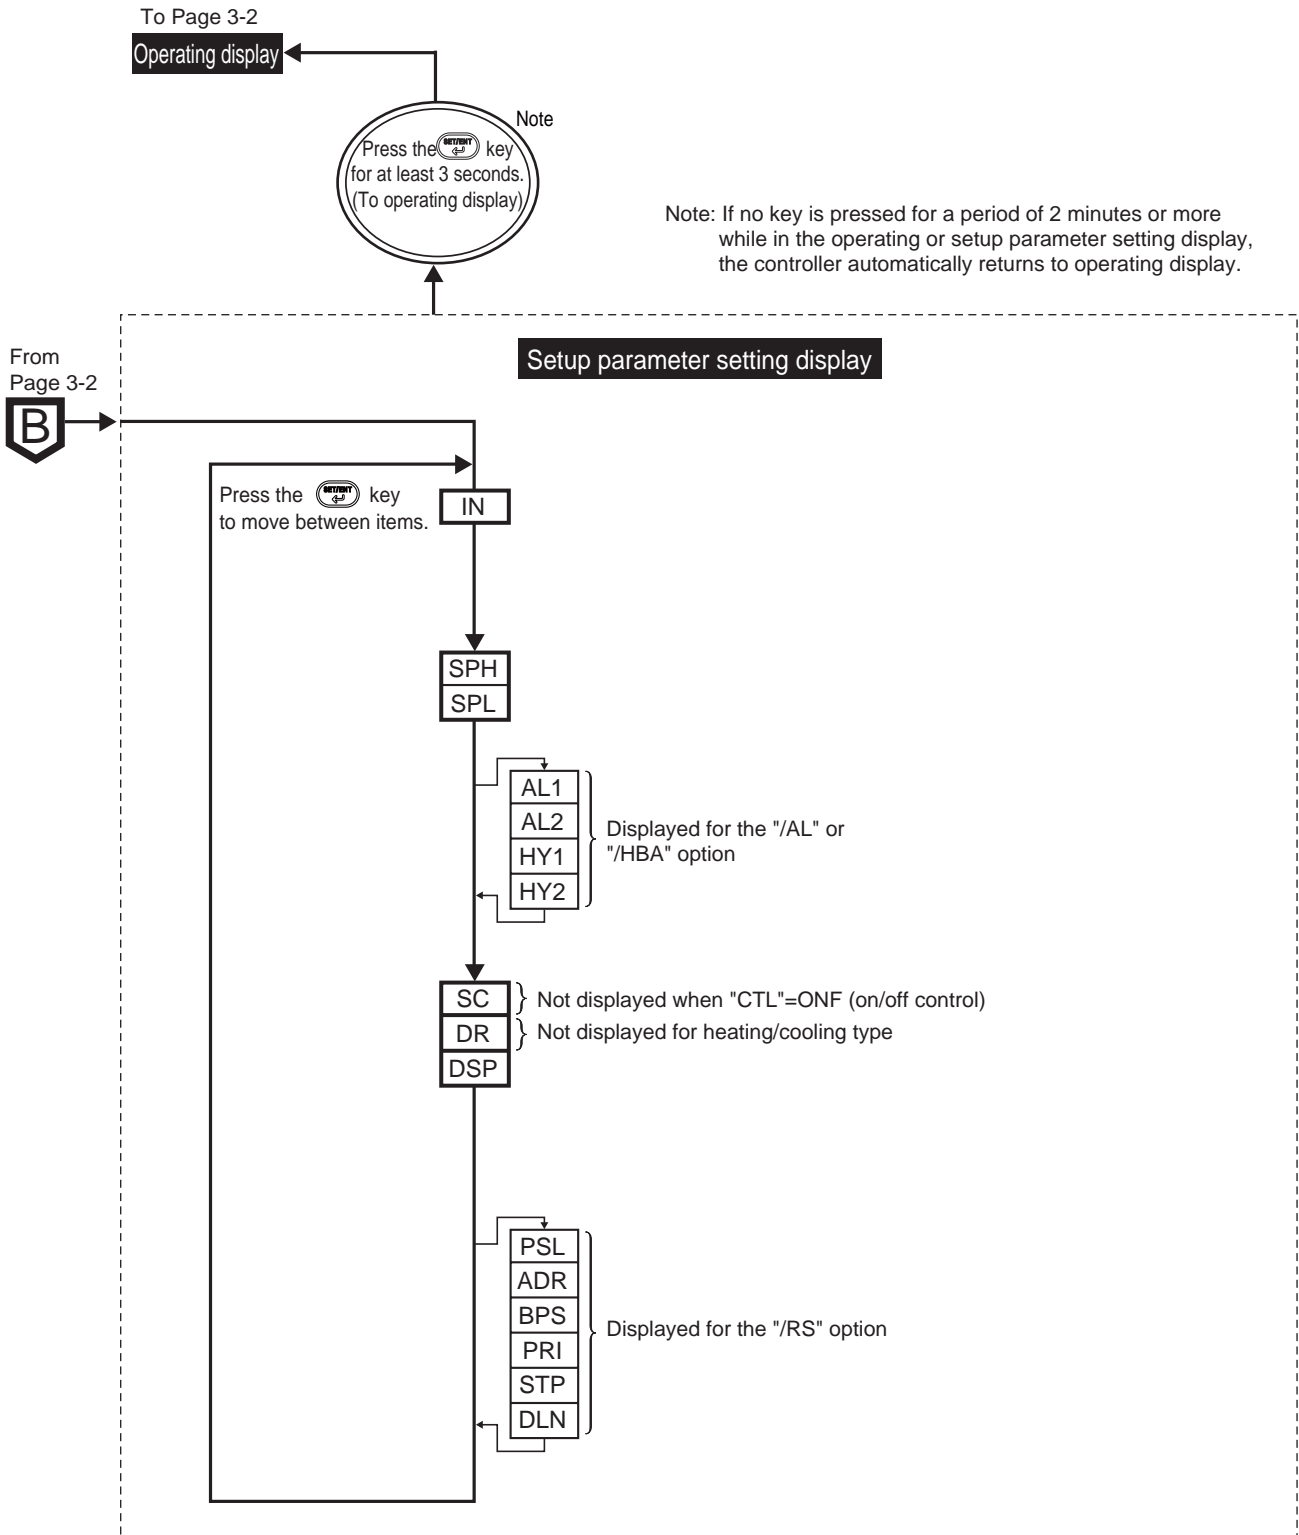 To Page 3-2
Operating display
Note
Press the SET/ENT key
for at least 3 seconds.
(To operating display)
Note: If no key is pressed for a period of 2 minutes or more
while in the operating or setup parameter setting display,
the controller automatically returns to operating display.
From
Page 3-2
B
Setup parameter setting display
Press the SET/ENT key
to move between items.
IN
SPH
SPL
AL1
AL2
HY1
HY2
Displayed for the "/AL" or
"/HBA" option
SC
Not displayed when "CTL"=ONF (on/off control)
DR
Not displayed for heating/cooling type
DSP
PSL
ADR
BPS
PRI
STP
DLN
Displayed for the "/RS" option